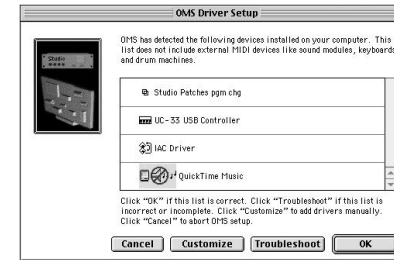 OMS Driver Setup
OMS has detected the following devices installed on your computer. This
list does not include external MIDI devices like sound modules, keyboards
and drum machines.
Studio
Studio Patches pgm chg
UC-33 USB Controller
IAC Driver
QuickTime Music
Click “OK” if this list is correct. Click “Troubleshoot” if this list is
incorrect or incomplete. Click “Customize” to add drivers manually.
Click “Cancel” to abort OMS setup.
Cancel
Customize
Troubleshoot
OK